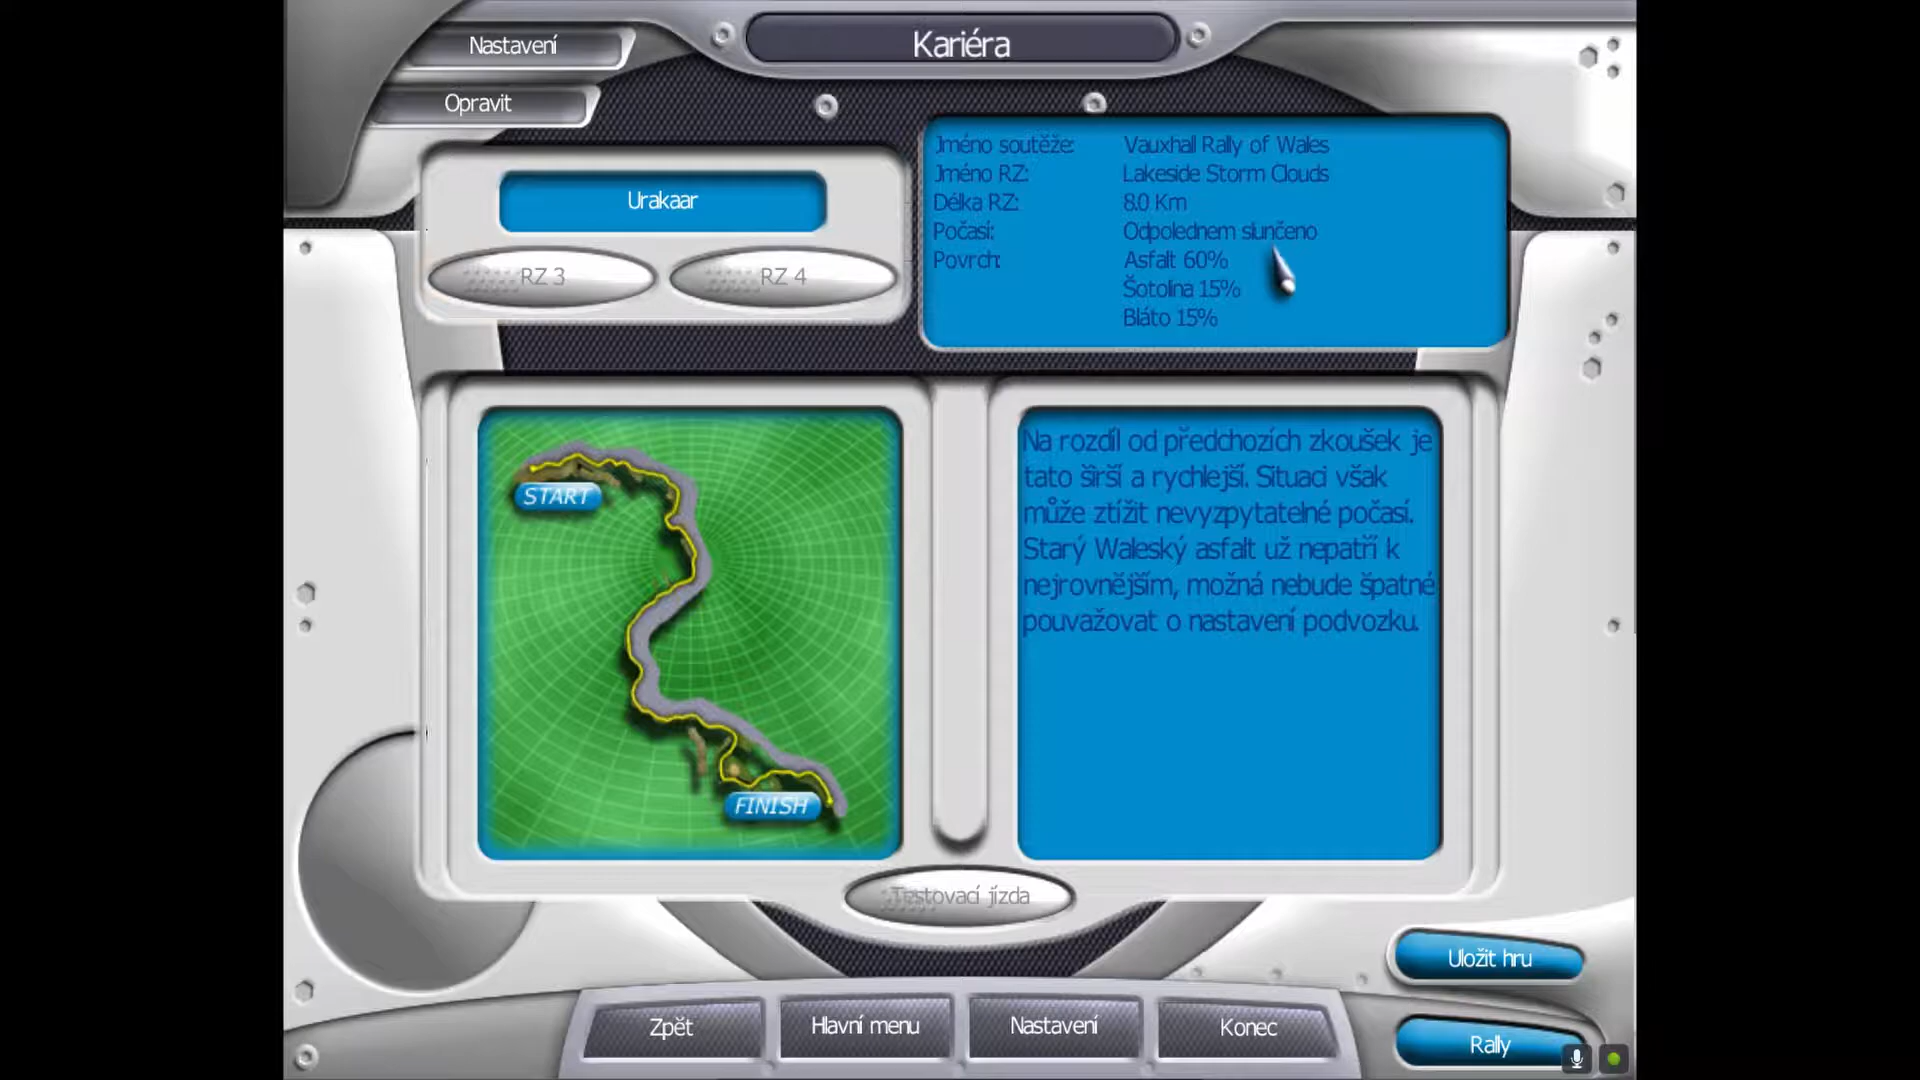 Nastavení
Kariéra
Opravit
Urakaar
RZ 3
RZ 4
Jméno soutěže: Vauxhall Rally of Wales
Jméno RZ: Lakeside Storm Clouds
Délka RZ: 8.0 Km
Počasí: Odpolednem slunčeno
Povrch: Asfalt 60%
Šotolina 15%
Bláto 15%
START
FINISH
Na rozdíl od předchozích zkoušek je
tato širší a rychlejší. Situaci však
může ztížit nevyzpytatelné počasí.
Starý Waleský asfalt už nepatří k
nejrovnějším, možná nebude špatné
pouvažovat o nastavení podvozku.
Testovací jízda
Uložit hru
Zpět
Hlavní menu
Nastavení
Konec
Rally